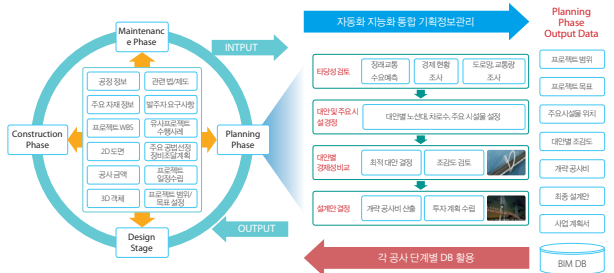 Maintenanc
e Phase
공정 정보
관련 법/제도
주요 자재 정보
발주자 요구사항
프로젝트 WBS
유사프로젝트
수행사례
2D 도면
주요 공법선정
장비조달계획
공사 금액
프로젝트
일정수립
3D 객체
프로젝트 범위/
목표 설정
Construction
Phase
Planning
Phase
Design
Stage
INTPUT
OUTPUT
자동화 지능화 통합 기획정보관리
타당성 검토
장래교통
수요예측
경제 현황
조사
도로망, 교통량
조사
대안 및 주요 시
설 결정
대안별 노선대, 차로수, 주요 시설물 설정
대안별
경제성 비교
최적 대안 결정
조감도 검토
설계안 결정
개략 공사비 산출
투자 계획 수립
각 공사 단계별 DB 활용
Planning
Phase
Output Data
프로젝트 범위
프로젝트 목표
주요시설물 위치
대안별 조감도
개략 공사비
최종 설계안
사업 계획서
BIM DB